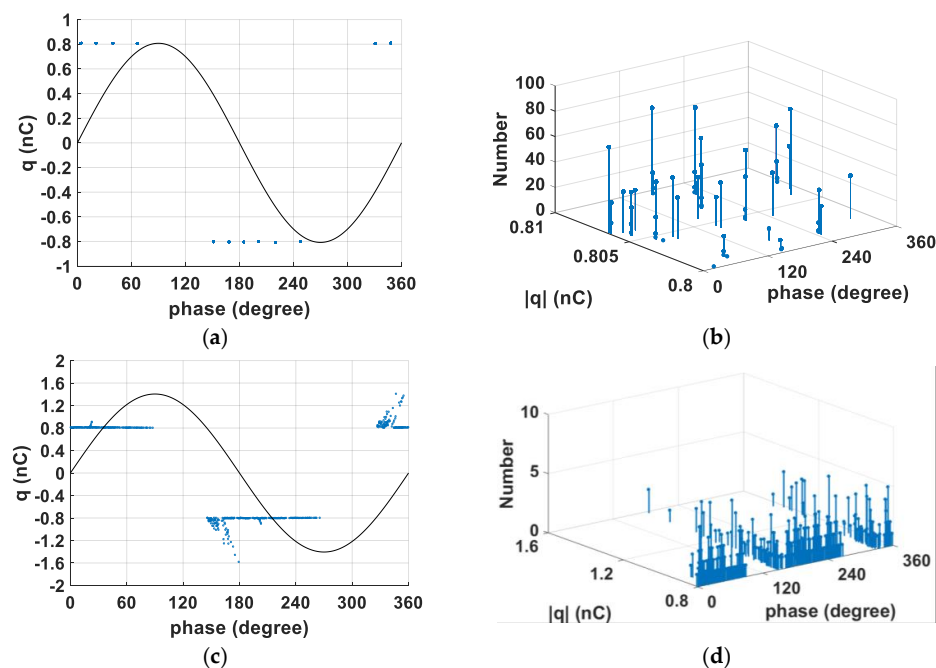 1
0.8
0.6
0.4
0.2
0
-0.2
-0.4
-0.6
-0.8
-1
q (nC)
0 60 120 180 240 300 360
phase (degree)
(a)
100
80
60
40
20
0
Number
0.81
0.805
0.8
|q| (nC)
0
120
240
360
phase (degree)
(b)
2
1.6
1.2
0.8
0.4
0
-0.4
-0.8
-1.2
-1.6
-2
q (nC)
0 60 120 180 240 300 360
phase (degree)
(c)
10
5
0
Number
1.6
1.2
0.8
|q| (nC)
0
120
240
360
phase (degree)
(d)